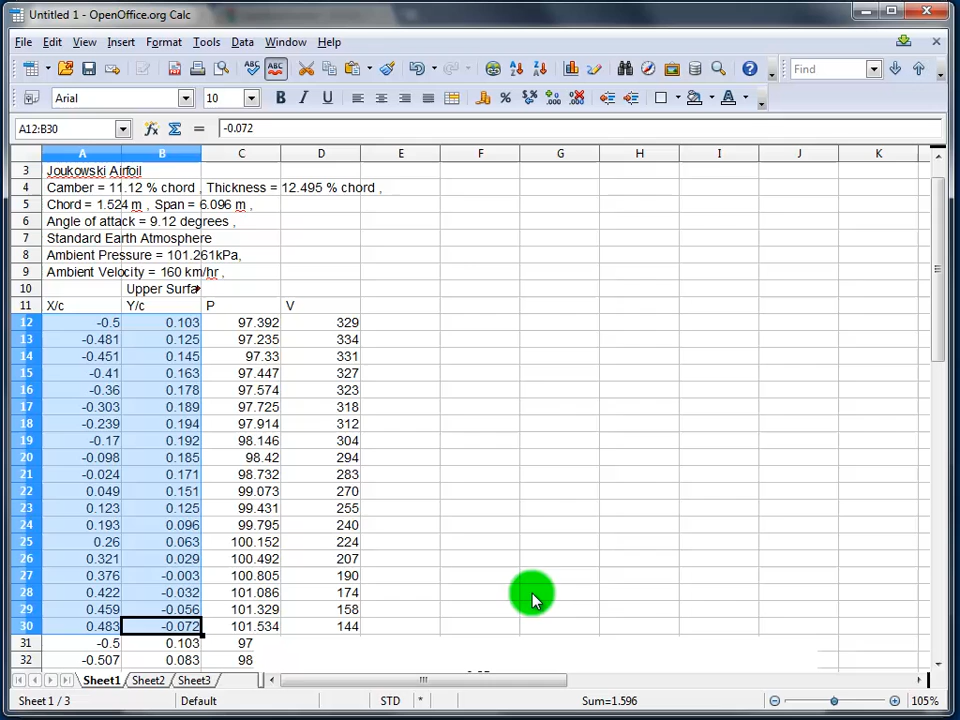 Untitled 1 - OpenOffice.org Calc
File Edit View Insert Format Tools Data Window Help
Find
Arial 10
A12:B30 -0.072
A B C D E F G H I J K
3 Joukowski Airfoil
4 Camber = 11.12 % chord , Thickness = 12.495 % chord ,
5 Chord = 1.524 m , Span = 6.096 m ,
6 Angle of attack = 9.12 degrees ,
7 Standard Earth Atmosphere
8 Ambient Pressure = 101.261kPa,
9 Ambient Velocity = 160 km/hr ,
10 Upper Surfa
11 X/c Y/c P V
12 -0.5 0.103 97.392 329
13 -0.481 0.125 97.235 334
14 -0.451 0.145 97.33 331
15 -0.41 0.163 97.447 327
16 -0.36 0.178 97.574 323
17 -0.303 0.189 97.725 318
18 -0.239 0.194 97.914 312
19 -0.17 0.192 98.146 304
20 -0.098 0.185 98.42 294
21 -0.024 0.171 98.732 283
22 0.049 0.151 99.073 270
23 0.123 0.125 99.431 255
24 0.193 0.096 99.795 240
25 0.26 0.063 100.152 224
26 0.321 0.029 100.492 207
27 0.376 -0.003 100.805 190
28 0.422 -0.032 101.086 174
29 0.459 -0.056 101.329 158
30 0.483 -0.072 101.534 144
31 -0.5 0.103 97
32 -0.507 0.083 98
Sheet1 Sheet2 Sheet3
Sheet 1 / 3 Default STD * Sum=1.596 105%